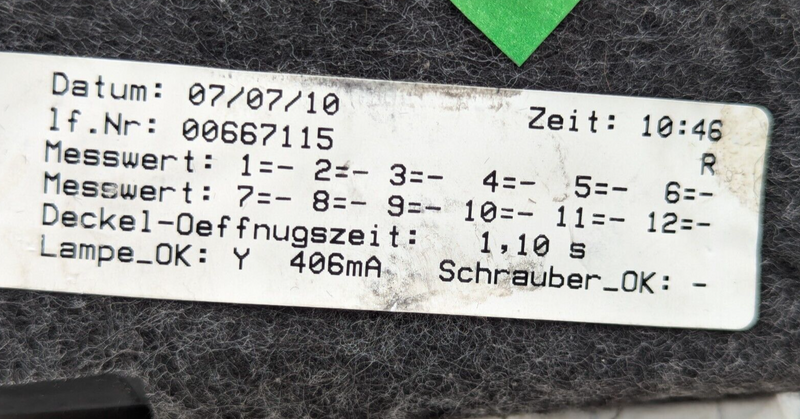 Datum: 07/07/10 Zeit: 10:46
lf.Nr: 00667115 R
Messwert: 1=- 2=- 3=- 4=- 5=- 6=-
Messwert: 7=- 8=- 9=- 10=- 11=- 12=-
Deckel-Oeffnugszeit: 1,10 s
Lampe_OK: Y 406mA Schrauber_OK: -